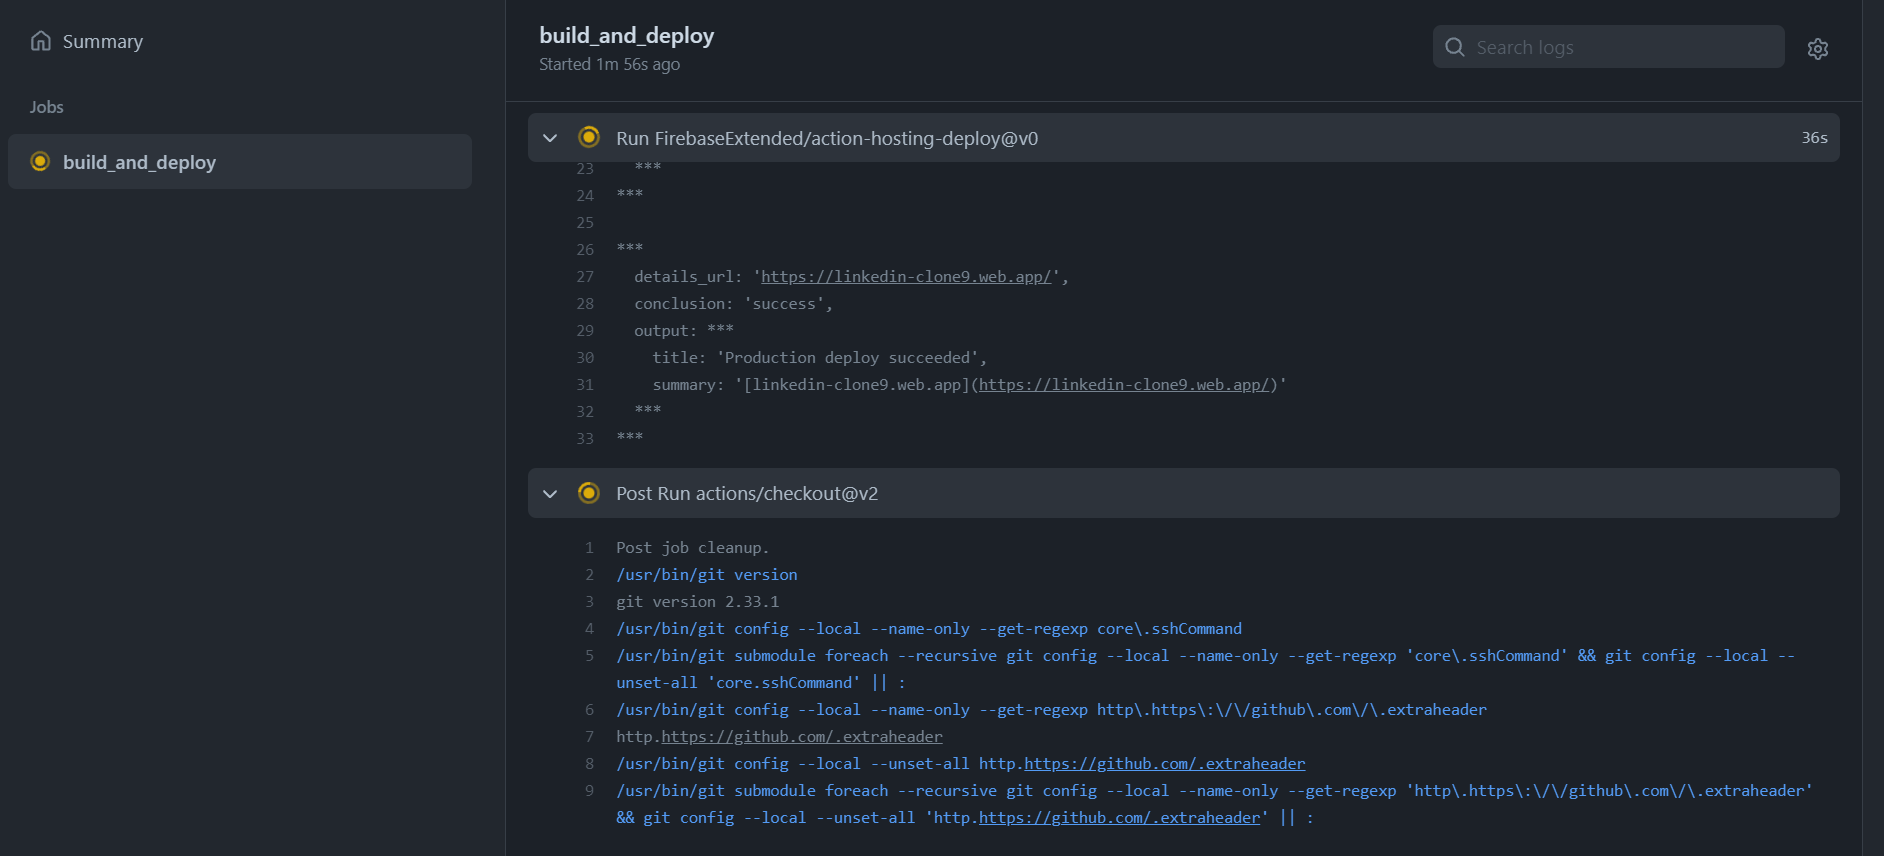 Summary
Jobs
build_and_deploy
build_and_deploy
Started 1m 56s ago
Search logs
Run FirebaseExtended/action-hosting-deploy@v0 36s
23 ***
24 ***
25
26 ***
27 details_url: 'https://linkedin-clone9.web.app/',
28 conclusion: 'success',
29 output: ***
30 title: 'Production deploy succeeded',
31 summary: '[linkedin-clone9.web.app](https://linkedin-clone9.web.app/)'
32 ***
33 ***
Post Run actions/checkout@v2
1 Post job cleanup.
2 /usr/bin/git version
3 git version 2.33.1
4 /usr/bin/git config --local --name-only --get-regexp core\.sshCommand
5 /usr/bin/git submodule foreach --recursive git config --local --name-only --get-regexp 'core\.sshCommand' && git config --local --
unset-all 'core.sshCommand' || :
6 /usr/bin/git config --local --name-only --get-regexp http\.https\:\/\/github\.com\/\.extraheader
7 http.https://github.com/.extraheader
8 /usr/bin/git config --local --unset-all http.https://github.com/.extraheader
9 /usr/bin/git submodule foreach --recursive git config --local --name-only --get-regexp 'http\.https\:\/\/github\.com\/\.extraheader'
&& git config --local --unset-all 'http.https://github.com/.extraheader' || :